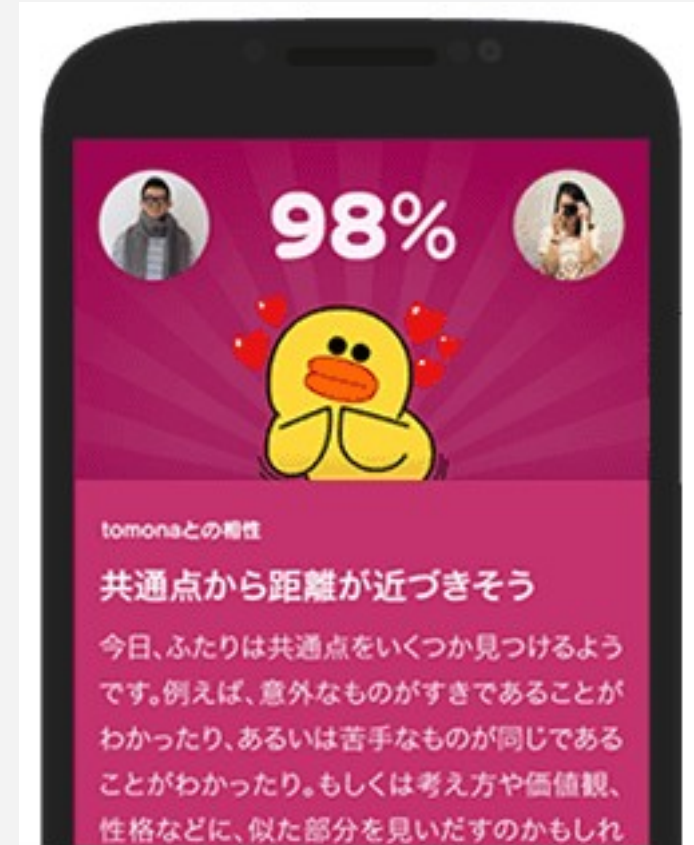 98%
tomonaとの相性
共通点から距離が近づきそう
今日、ふたりは共通点をいくつか見つけるよう
です。例えば、意外なものがすきであることが
わかったり、あるいは苦手なものが同じである
ことがわかったり。もしくは考え方や価値観、
性格などに、似た部分を見いだすのかもしれ